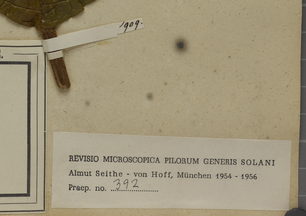 1909.
REVISIO MICROSCOPICA PILORUM GENERIS SOLANI
Almut Seithe - von Hoff, München 1954 - 1956
Praep. no. 392